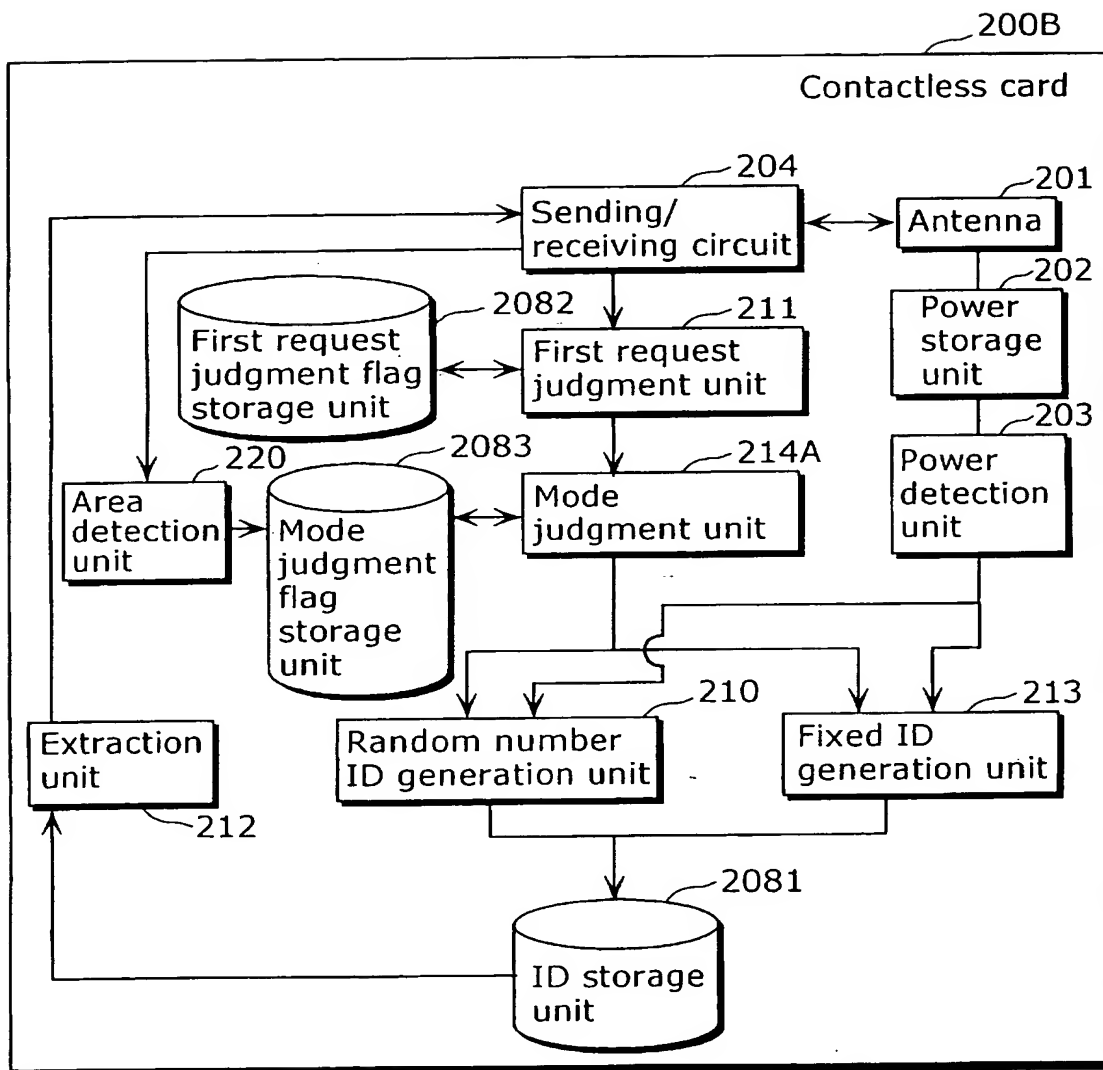 200B
Contactless card
204
201
Sending/
receiving circuit
Antenna
202
2082
211
Power
storage
unit
First request
judgment flag
storage unit
First request
judgment unit
203
220
2083
214A
Power
detection
unit
Area
detection
unit
Mode
judgment
flag
storage
unit
Mode
judgment unit
210
213
Extraction
unit
Random number
ID generation unit
Fixed ID
generation unit
212
2081
ID storage
unit